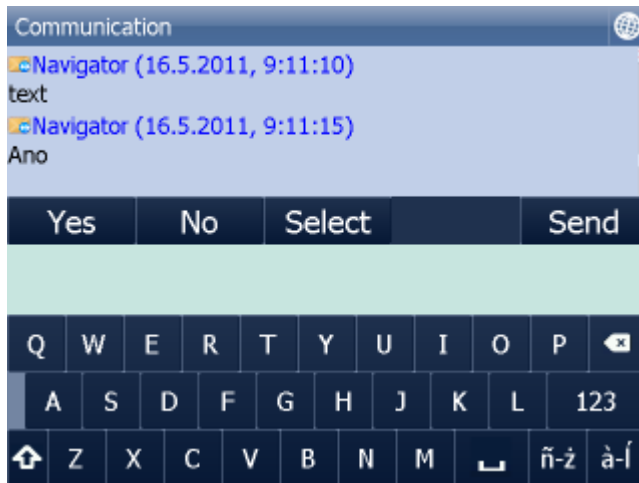 Communication
Navigator (16.5.2011, 9:11:10)
text
Navigator (16.5.2011, 9:11:15)
Ano
Yes No Select Send
Q W E R T Y U I O P
A S D F G H J K L 123
Z X C V B N M ñ-ż à-Í